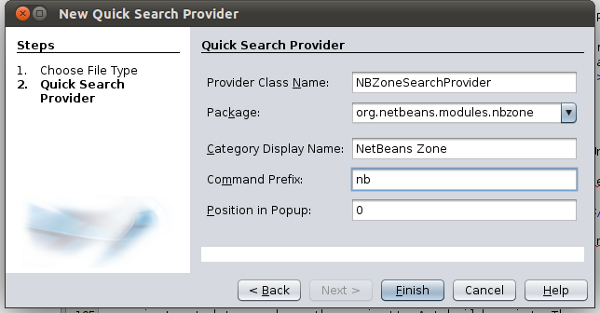 New Quick Search Provider
Steps
1. Choose File Type
2. Quick Search
Provider
Quick Search Provider
Provider Class Name: NBZoneSearchProvider
Package: org.netbeans.modules.nbzone
Category Display Name: NetBeans Zone
Command Prefix: nb
Position in Popup: 0
< Back Next > Finish Cancel Help